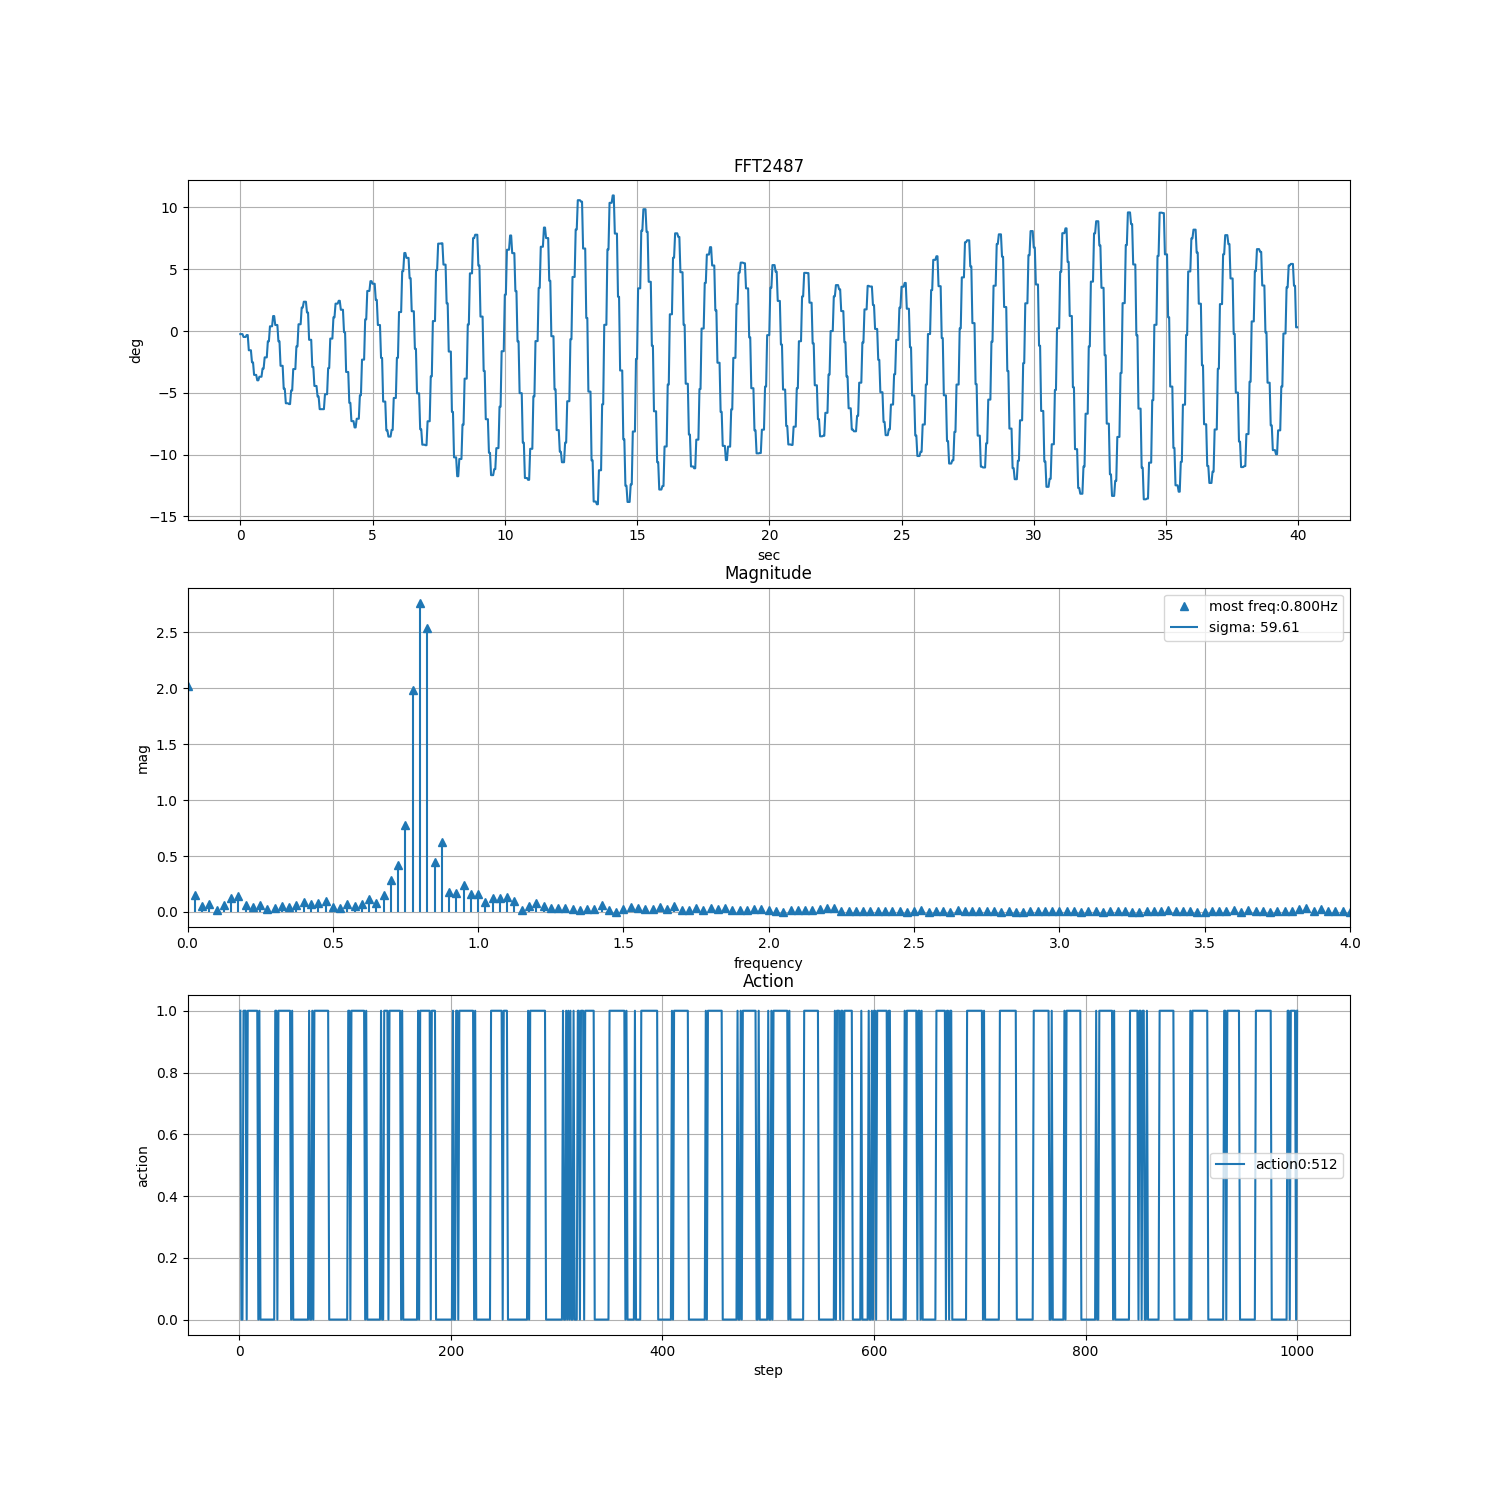 FFT2487
10
5
0
−5
−10
−15
deg
0 5 10 15 20 25 30 35 40
sec
Magnitude
most freq:0.800Hz
sigma: 59.61
2.5
2.0
1.5
1.0
0.5
0.0
mag
0.0 0.5 1.0 1.5 2.0 2.5 3.0 3.5 4.0
frequency
Action
1.0
0.8
0.6
0.4
0.2
0.0
action
action0:512
0 200 400 600 800 1000
step